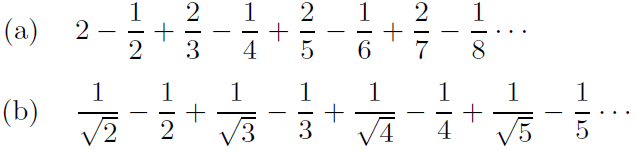 (a) 2 − 1/2 + 2/3 − 1/4 + 2/5 − 1/6 + 2/7 − 1/8 ···
(b) 1/√2 − 1/2 + 1/√3 − 1/3 + 1/√4 − 1/4 + 1/√5 − 1/5 ···